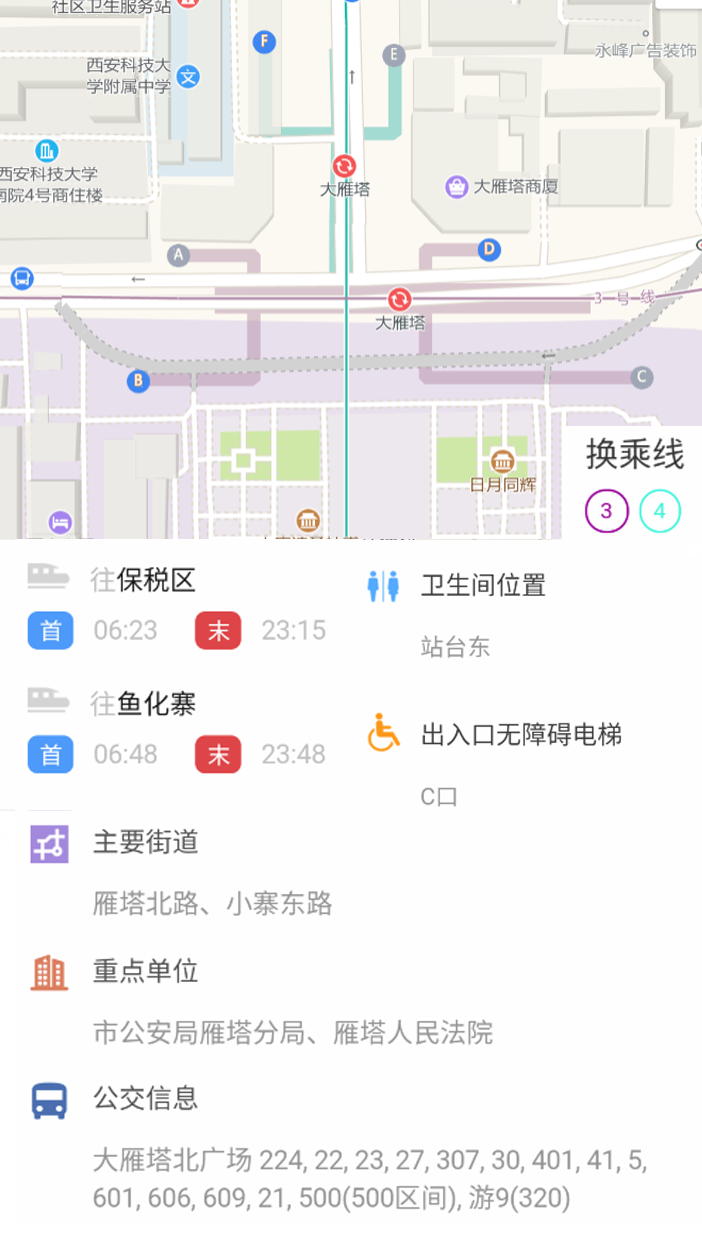 社区卫生服务站
F
E
永峰广告装饰
西安科技大
学附属中学
文
西安科技大学
南院4号商住楼
大雁塔
大雁塔商厦
A
D
3号线
大雁塔
B
C
换乘线
3 4
日月同辉
往保税区
首 06:23 末 23:15
卫生间位置
站台东
往鱼化寨
首 06:48 末 23:48
出入口无障碍电梯
C口
主要街道
雁塔北路、小寨东路
重点单位
市公安局雁塔分局、雁塔人民法院
公交信息
大雁塔北广场 224, 22, 23, 27, 307, 30, 401, 41, 5,
601, 606, 609, 21, 500(500区间), 游9(320)